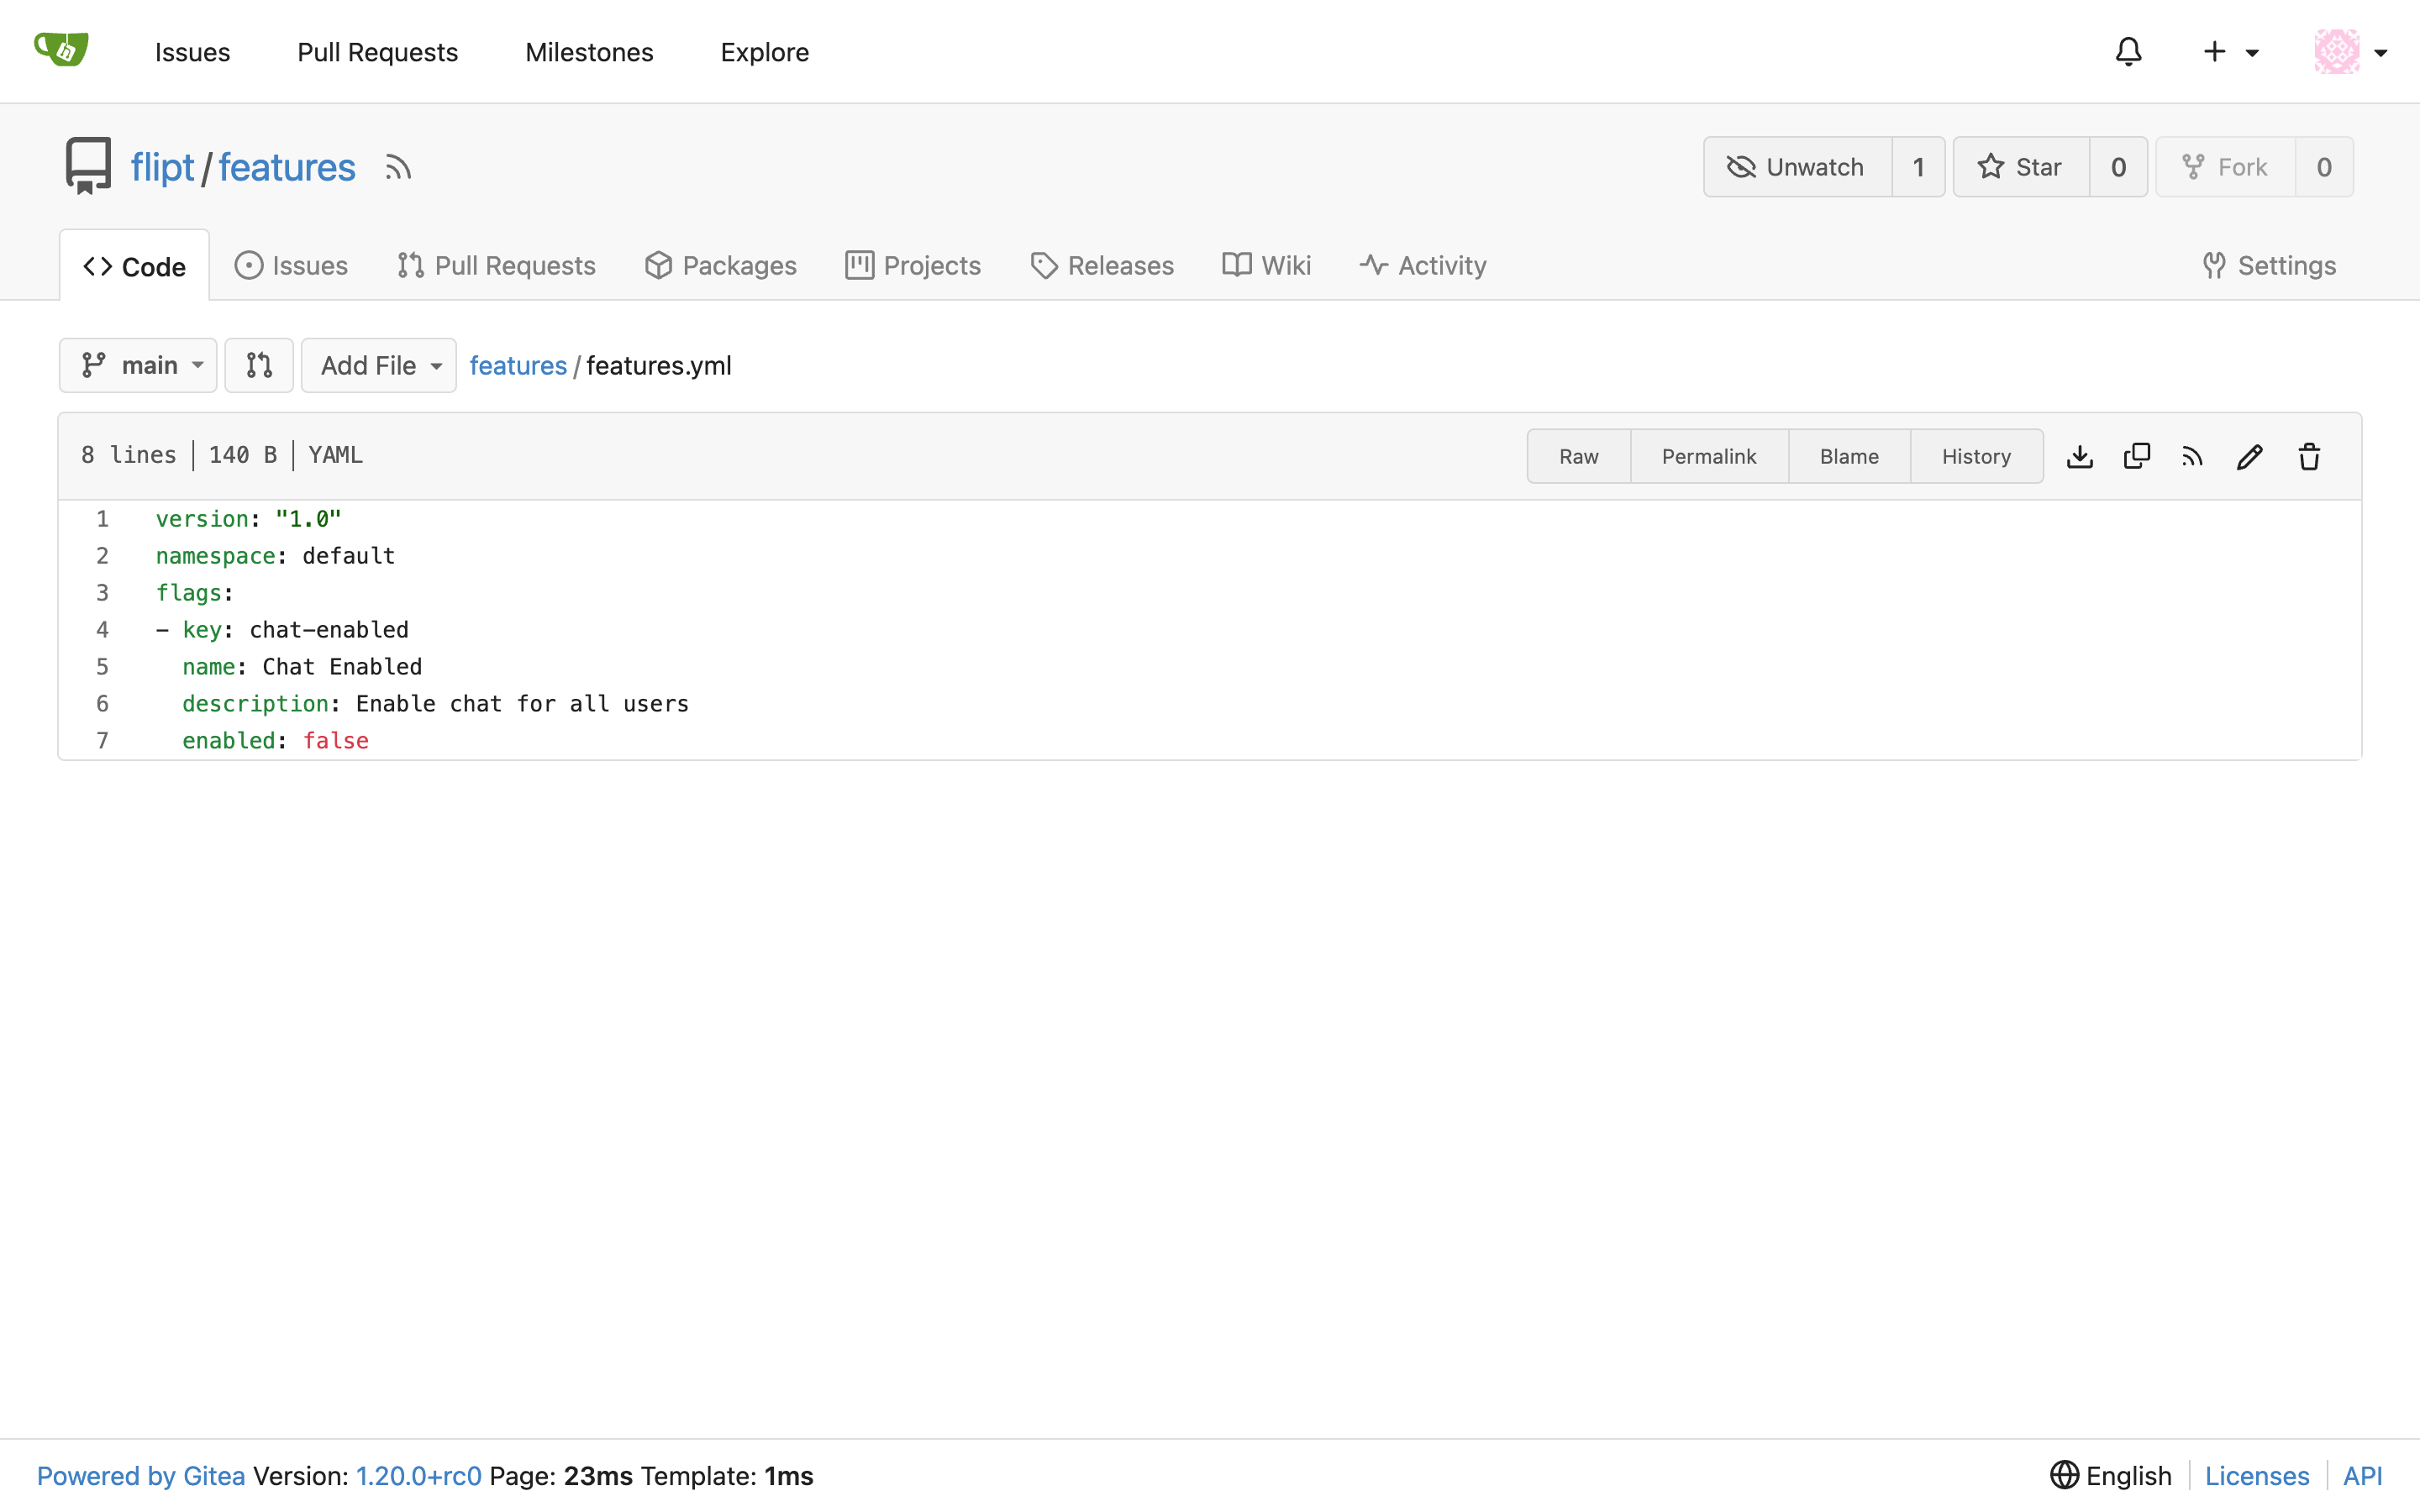 Issues Pull Requests Milestones Explore
flipt/features Unwatch 1 Star 0 Fork 0
Code Issues Pull Requests Packages Projects Releases Wiki Activity Settings
main Add File features/features.yml
8 lines 140 B YAML Raw Permalink Blame History
1 version: "1.0"
2 namespace: default
3 flags:
4 - key: chat-enabled
5   name: Chat Enabled
6   description: Enable chat for all users
7   enabled: false
Powered by Gitea Version: 1.20.0+rc0 Page: 23ms Template: 1ms English Licenses API